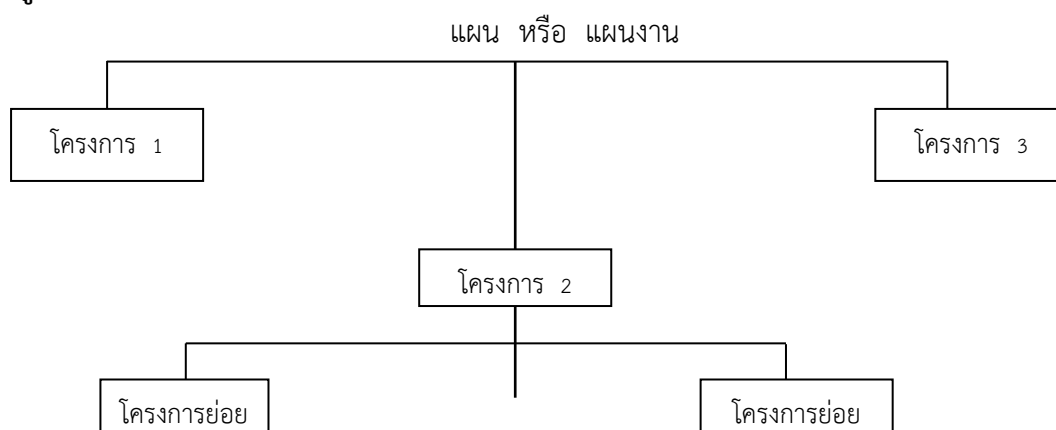 แผน หรือ แผนงาน
โครงการ 1
โครงการ 3
โครงการ 2
โครงการย่อย
โครงการย่อย